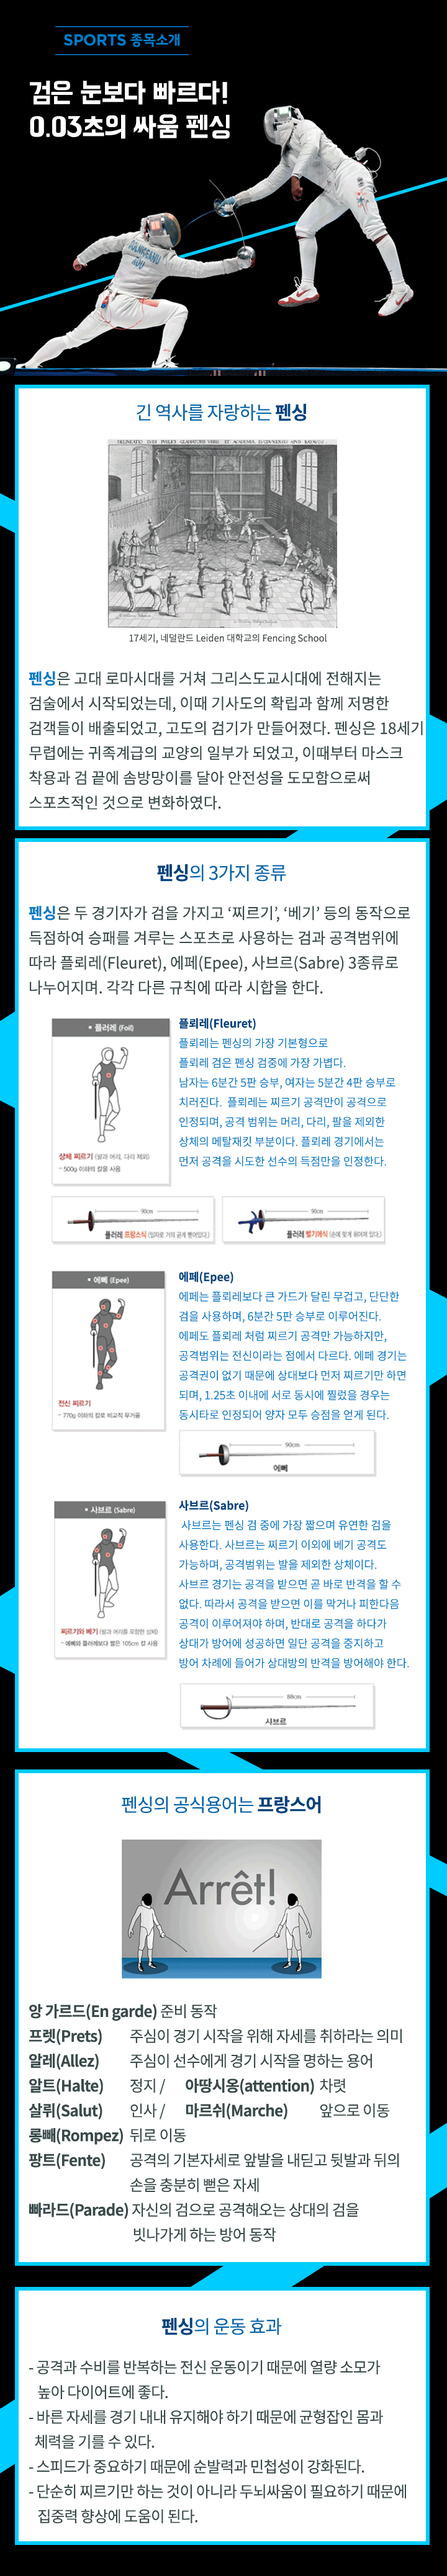 SPORTS 종목소개
검은 눈보다 빠르다!
0.03초의 싸움 펜싱
긴 역사를 자랑하는 펜싱
17세기, 네덜란드 Leiden 대학교의 Fencing School
펜싱은 고대 로마시대를 거쳐 그리스도교시대에 전해지는
검술에서 시작되었는데, 이때 기사도의 확립과 함께 저명한
검객들이 배출되었고, 고도의 검기가 만들어졌다. 펜싱은 18세기
무렵에는 귀족계급의 교양의 일부가 되었고, 이때부터 마스크
착용과 검 끝에 솜방망이를 달아 안전성을 도모함으로써
스포츠적인 것으로 변화하였다.
펜싱의 3가지 종류
펜싱은 두 경기자가 검을 가지고 ‘찌르기’, ‘베기’ 등의 동작으로
득점하여 승패를 겨루는 스포츠로 사용하는 검과 공격범위에
따라 플뢰레(Fleuret), 에페(Epee), 사브르(Sabre) 3종류로
나누어지며. 각각 다른 규칙에 따라 시합을 한다.
• 플러레 (Foil)
상체 찌르기 (팔과 머리, 다리 제외)
- 500g 이하의 칼을 사용
플뢰레(Fleuret)
플뢰레는 펜싱의 가장 기본형으로
플뢰레 검은 펜싱 검중에 가장 가볍다.
남자는 6분간 5판 승부, 여자는 5분간 4판 승부로
치러진다. 플뢰레는 찌르기 공격만이 공격으로
인정되며, 공격 범위는 머리, 다리, 팔을 제외한
상체의 메탈재킷 부분이다. 플뢰레 경기에서는
먼저 공격을 시도한 선수의 득점만을 인정한다.
90cm
플러레 프랑스식 (일자로 거의 곧게 뻗어있다)
90cm
플러레 벨기에식 (손에 맞게 꺾여져 있다)
• 에뻬 (Epee)
전신 찌르기
- 770g 이하의 칼로 비교적 무거움
에페(Epee)
에페는 플뢰레보다 큰 가드가 달린 무겁고, 단단한
검을 사용하며, 6분간 5판 승부로 이루어진다.
에페도 플뢰레 처럼 찌르기 공격만 가능하지만,
공격범위는 전신이라는 점에서 다르다. 에페 경기는
공격권이 없기 때문에 상대보다 먼저 찌르기만 하면
되며, 1.25초 이내에 서로 동시에 찔렀을 경우는
동시타로 인정되어 양자 모두 승점을 얻게 된다.
90cm
에뻬
• 사브르 (Sabre)
찌르기와 베기 (팔과 머리를 포함한 상체)
- 에뻬와 플러레보다 짧은 105cm 칼 사용
사브르(Sabre)
사브르는 펜싱 검 중에 가장 짧으며 유연한 검을
사용한다. 사브르는 찌르기 이외에 베기 공격도
가능하며, 공격범위는 발을 제외한 상체이다.
사브르 경기는 공격을 받으면 곧 바로 반격을 할 수
없다. 따라서 공격을 받으면 이를 막거나 피한다음
공격이 이루어져야 하며, 반대로 공격을 하다가
상대가 방어에 성공하면 일단 공격을 중지하고
방어 차례에 들어가 상대방의 반격을 방어해야 한다.
88cm
사브르
펜싱의 공식용어는 프랑스어
Arrêt!
앙 가르드(En garde) 준비 동작
프렛(Prets) 주심이 경기 시작을 위해 자세를 취하라는 의미
알레(Allez) 주심이 선수에게 경기 시작을 명하는 용어
알트(Halte) 정지 / 아땅시옹(attention) 차렷
살뤼(Salut) 인사 / 마르쉬(Marche) 앞으로 이동
롱빼(Rompez) 뒤로 이동
팡트(Fente) 공격의 기본자세로 앞발을 내딛고 뒷발과 뒤의
손을 충분히 뻗은 자세
빠라드(Parade) 자신의 검으로 공격해오는 상대의 검을
빗나가게 하는 방어 동작
펜싱의 운동 효과
- 공격과 수비를 반복하는 전신 운동이기 때문에 열량 소모가
높아 다이어트에 좋다.
- 바른 자세를 경기 내내 유지해야 하기 때문에 균형잡인 몸과
체력을 기를 수 있다.
- 스피드가 중요하기 때문에 순발력과 민첩성이 강화된다.
- 단순히 찌르기만 하는 것이 아니라 두뇌싸움이 필요하기 때문에
집중력 향상에 도움이 된다.